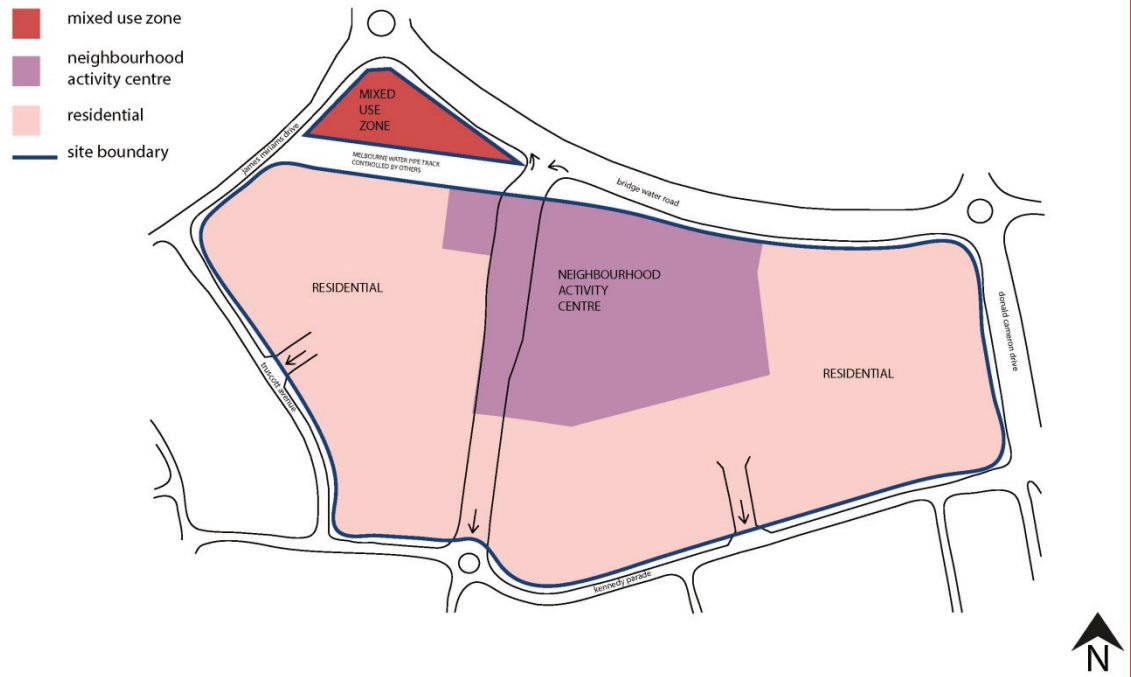 mixed use zone
neighbourhood
activity centre
residential
site boundary
MIXED
USE
ZONE
james mirrams drive
MELBOURNE WATER PIPE TRACK
CONTROLLED BY OTHERS
bridge water road
RESIDENTIAL
NEIGHBOURHOOD
ACTIVITY
CENTRE
donald cameron drive
truscott avenue
RESIDENTIAL
kennedy parade
N